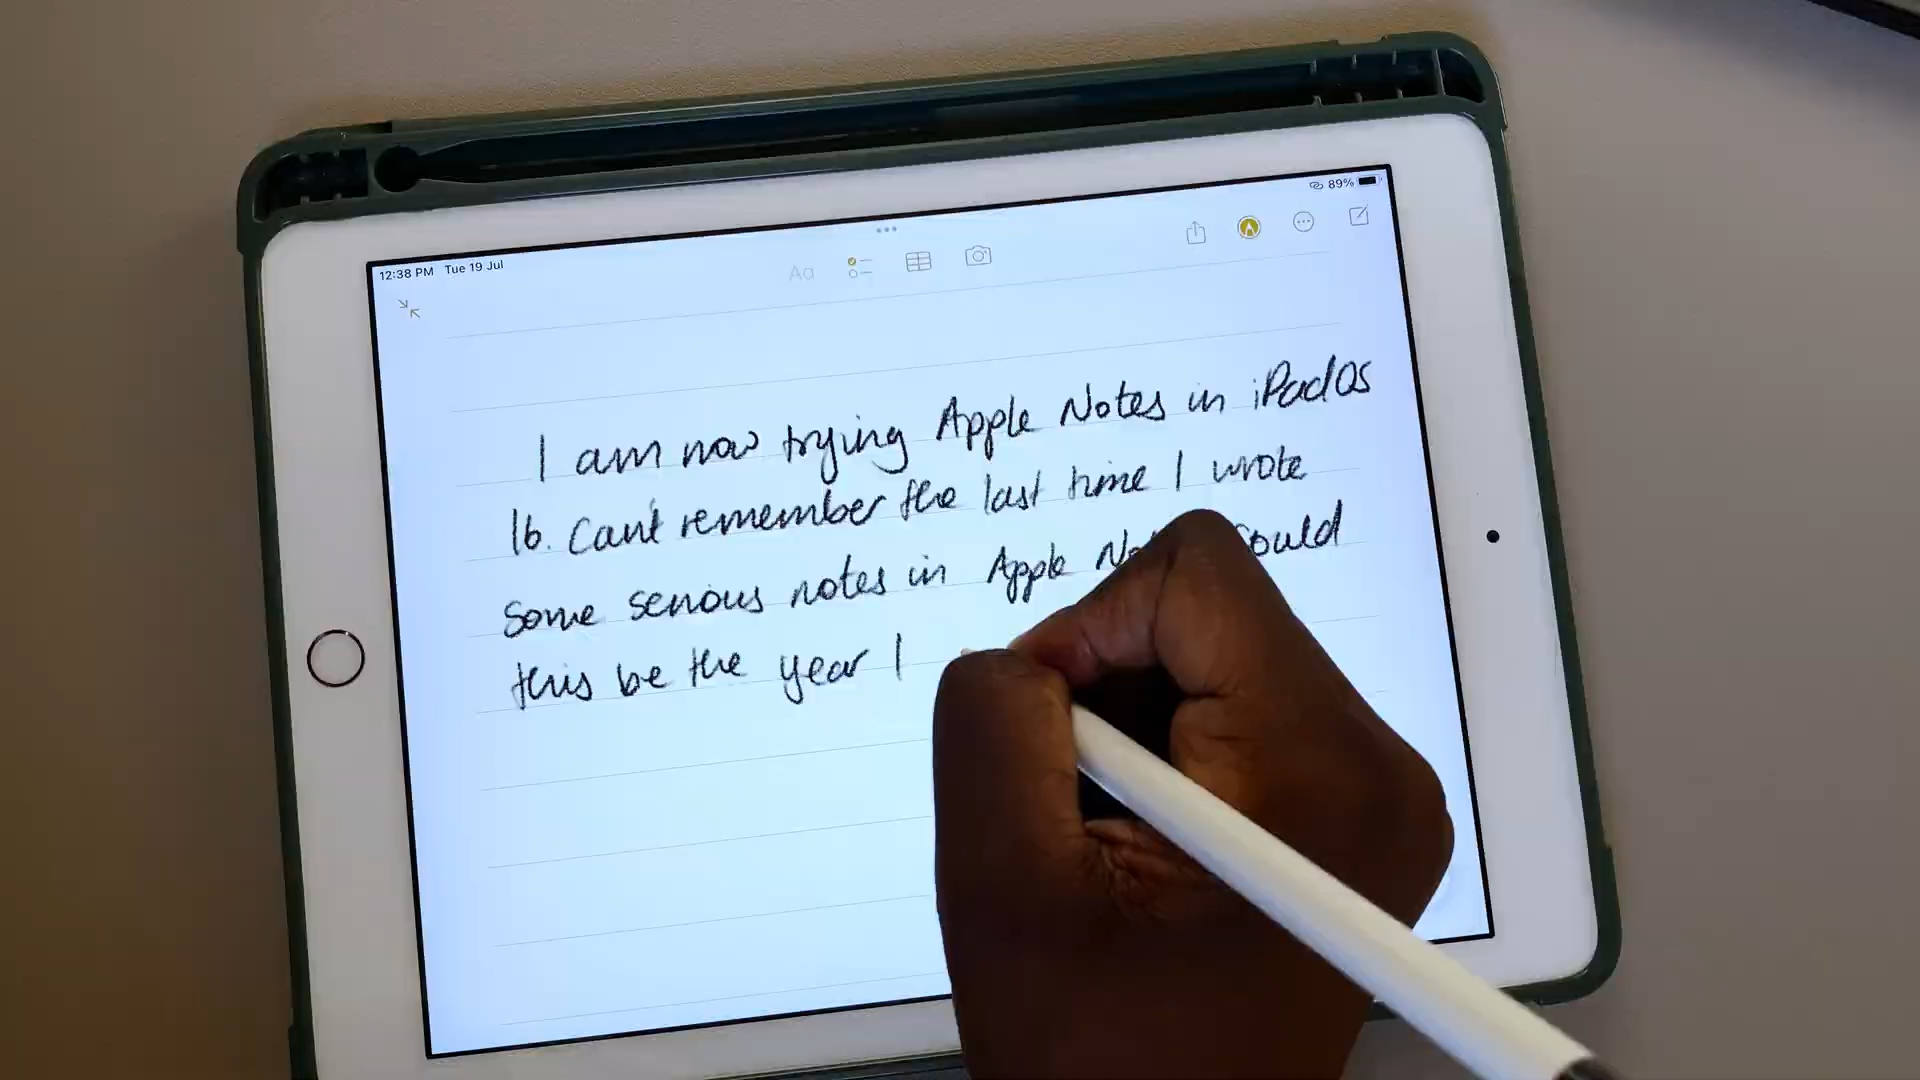 12:38 PM Tue 19 Jul
89%
Aa
I am now trying Apple Notes in iPadOS
16. Can't remember the last time I wrote
some serious notes in Apple could
this be the year I